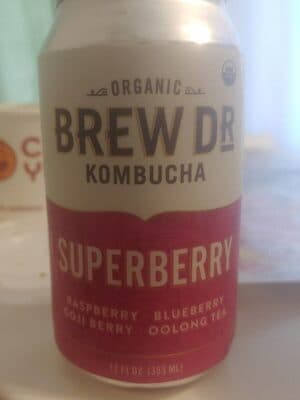 ORGANIC
BREW DR
KOMBUCHA
SUPERBERRY
RASPBERRY BLUEBERRY
GOJI BERRY OOLONG TEA
12 FL OZ (355 ML)
C
Y